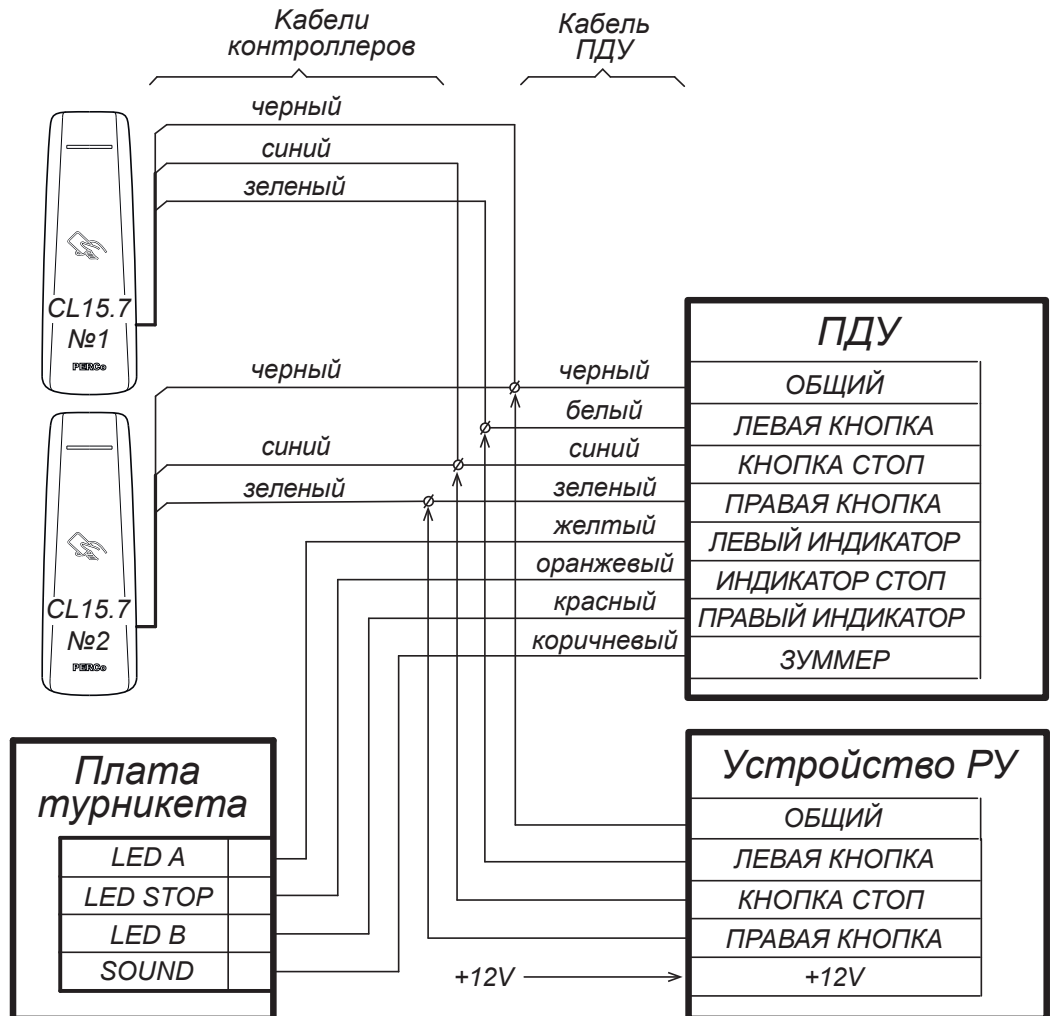 Кабели
контроллеров
Кабель
ПДУ
черный
синий
зеленый
CL15.7
№1
PERCo
черный
синий
зеленый
CL15.7
№2
PERCo
черный
белый
синий
зеленый
желтый
оранжевый
красный
коричневый
ПДУ
ОБЩИЙ
ЛЕВАЯ КНОПКА
КНОПКА СТОП
ПРАВАЯ КНОПКА
ЛЕВЫЙ ИНДИКАТОР
ИНДИКАТОР СТОП
ПРАВЫЙ ИНДИКАТОР
ЗУММЕР
Плата
турникета
LED A
LED STOP
LED B
SOUND
Устройство РУ
ОБЩИЙ
ЛЕВАЯ КНОПКА
КНОПКА СТОП
ПРАВАЯ КНОПКА
+12V
+12V